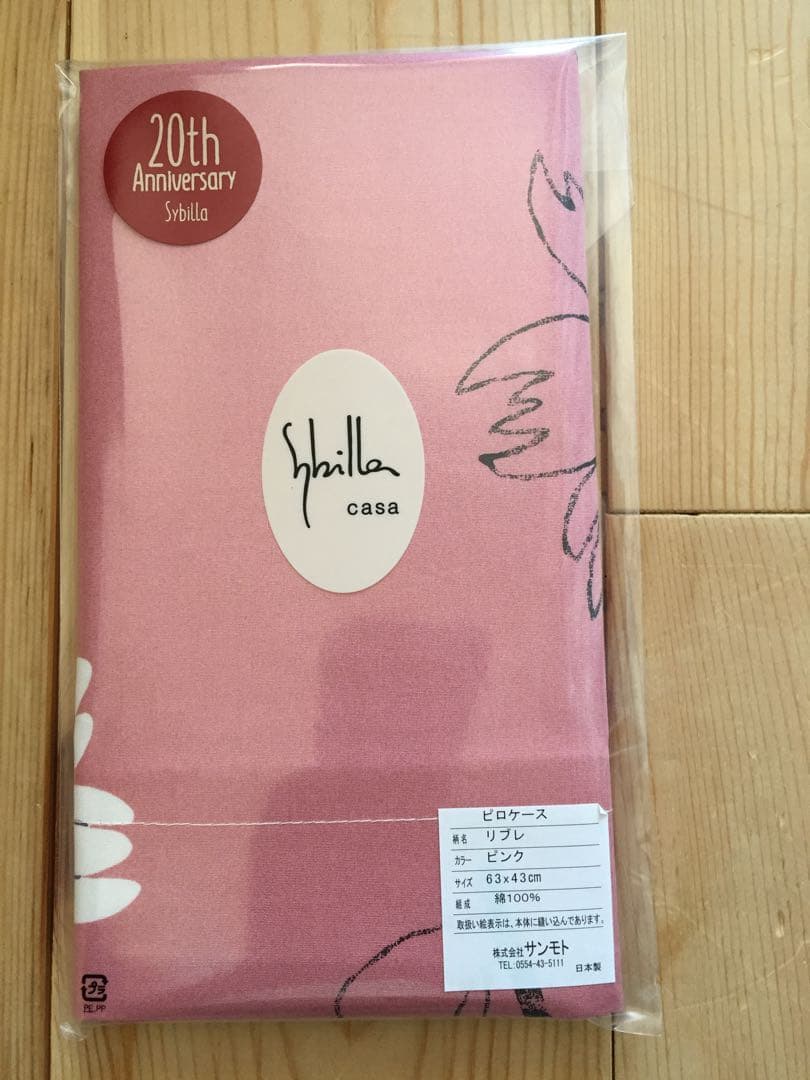 20th
Anniversary
Sybilla
Sybilla
casa
ピロケース
柄名 リブレ
カラー ピンク
サイズ 63x43cm
組成 綿100%
取扱い絵表示は、本体に縫い込んであります。
株式会社サンモト
TEL:0554-43-5111 日本製
プラ
PE,PP